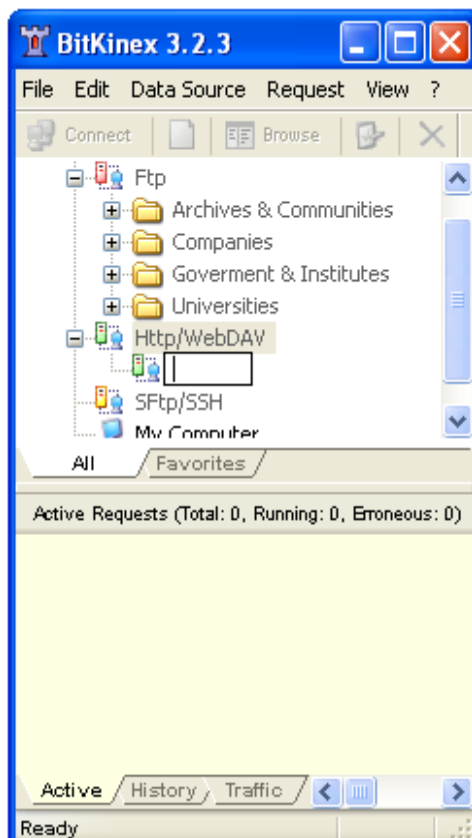 BitKinex 3.2.3
File Edit Data Source Request View ?
Connect Browse
Ftp
Archives & Communities
Companies
Goverment & Institutes
Universities
Http/WebDAV
SFtp/SSH
My Computer
All Favorites
Active Requests (Total: 0, Running: 0, Erroneous: 0)
Active History Traffic
Ready